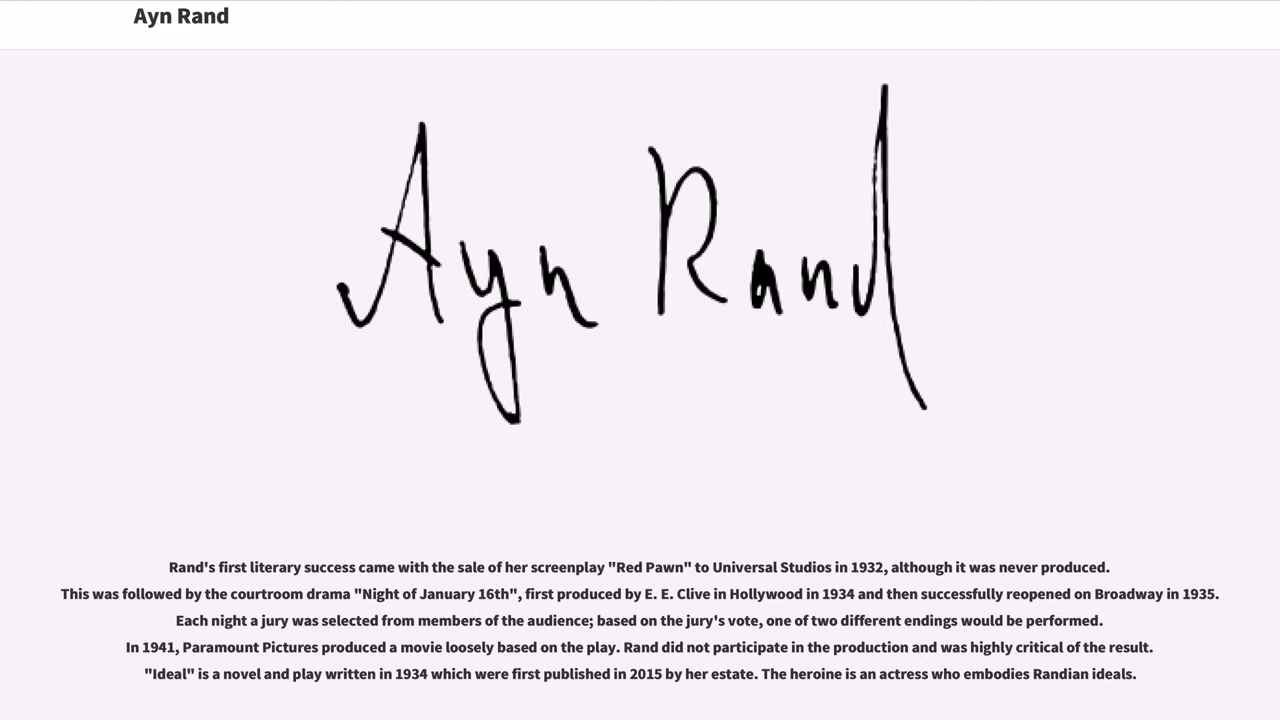 Ayn Rand
Ayn Rand
Rand's first literary success came with the sale of her screenplay "Red Pawn" to Universal Studios in 1932, although it was never produced.
This was followed by the courtroom drama "Night of January 16th", first produced by E. E. Clive in Hollywood in 1934 and then successfully reopened on Broadway in 1935.
Each night a jury was selected from members of the audience; based on the jury's vote, one of two different endings would be performed.
In 1941, Paramount Pictures produced a movie loosely based on the play. Rand did not participate in the production and was highly critical of the result.
"Ideal" is a novel and play written in 1934 which were first published in 2015 by her estate. The heroine is an actress who embodies Randian ideals.